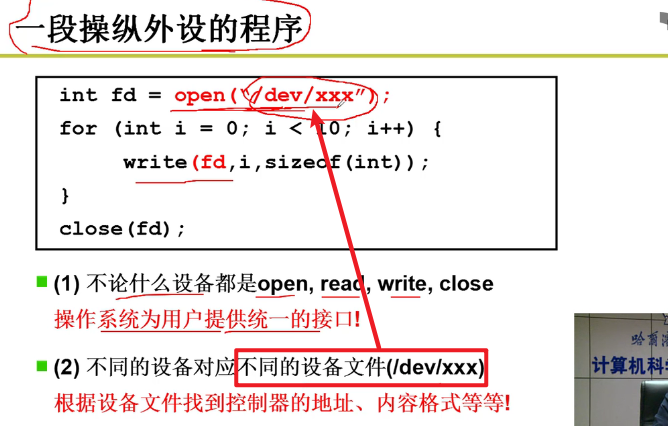 一段操纵外设的程序
int fd = open("/dev/xxx");
for (int i = 0; i < 10; i++) {
write(fd,i,sizeof(int));
}
close(fd);
(1) 不论什么设备都是open, read, write, close
操作系统为用户提供统一的接口!
(2) 不同的设备对应不同的设备文件(/dev/xxx)
根据设备文件找到控制器的地址、内容格式等等!
计算机科